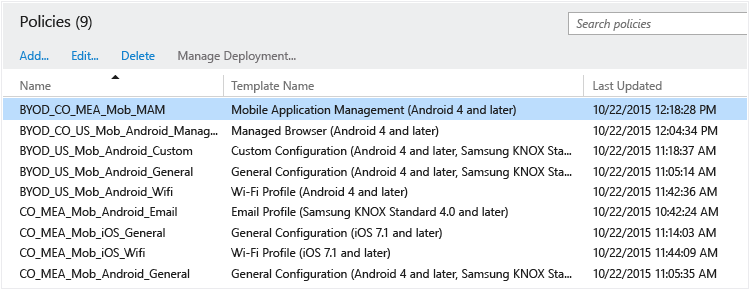 Policies (9)
Search policies
Add... Edit... Delete Manage Deployment...
Name Template Name Last Updated
BYOD_CO_MEA_Mob_MAM Mobile Application Management (Android 4 and later) 10/22/2015 12:18:28 PM
BYOD_CO_US_Mob_Android_Manag... Managed Browser (Android 4 and later) 10/22/2015 12:04:34 PM
BYOD_US_Mob_Android_Custom Custom Configuration (Android 4 and later, Samsung KNOX Sta... 10/22/2015 11:18:37 AM
BYOD_US_Mob_Android_General General Configuration (Android 4 and later, Samsung KNOX Sta... 10/22/2015 11:05:14 AM
BYOD_US_Mob_Android_Wifi Wi-Fi Profile (Android 4 and later) 10/22/2015 11:42:36 AM
CO_MEA_Mob_Android_Email Email Profile (Samsung KNOX Standard 4.0 and later) 10/22/2015 10:42:24 AM
CO_MEA_Mob_iOS_General General Configuration (iOS 7.1 and later) 10/22/2015 11:14:03 AM
CO_MEA_Mob_iOS_Wifi Wi-Fi Profile (iOS 7.1 and later) 10/22/2015 11:44:09 AM
CO_MEA_Mob_Android_General General Configuration (Android 4 and later, Samsung KNOX Sta... 10/22/2015 11:05:35 AM